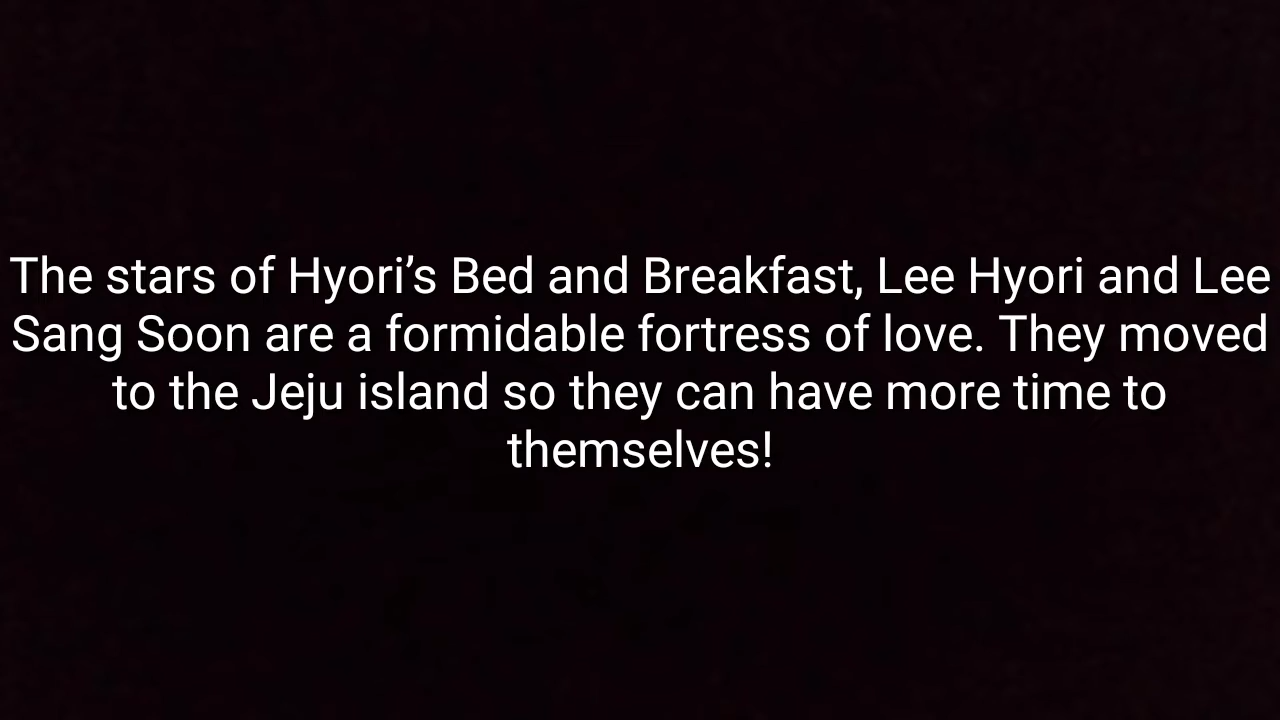 The stars of Hyori’s Bed and Breakfast, Lee Hyori and Lee
Sang Soon are a formidable fortress of love. They moved
to the Jeju island so they can have more time to
themselves!